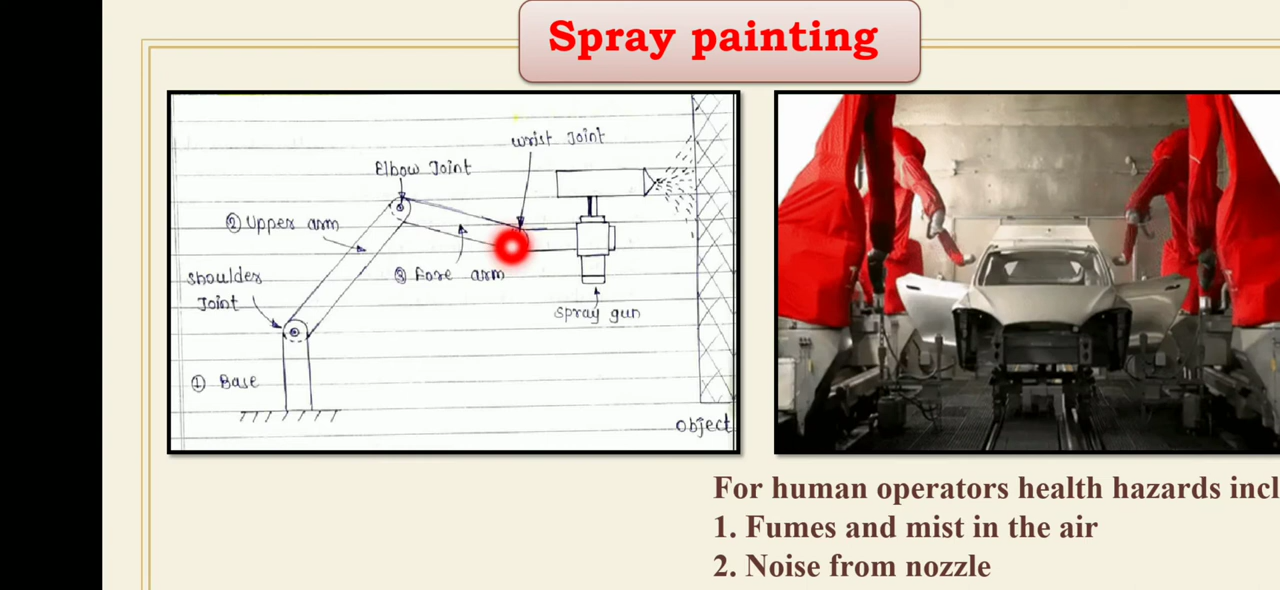 Spray painting
wrist Joint
Elbow Joint
② Upper arm
③ Fore arm
Shoulder
Joint
spray gun
① Base
object
For human operators health hazards incl
1. Fumes and mist in the air
2. Noise from nozzle